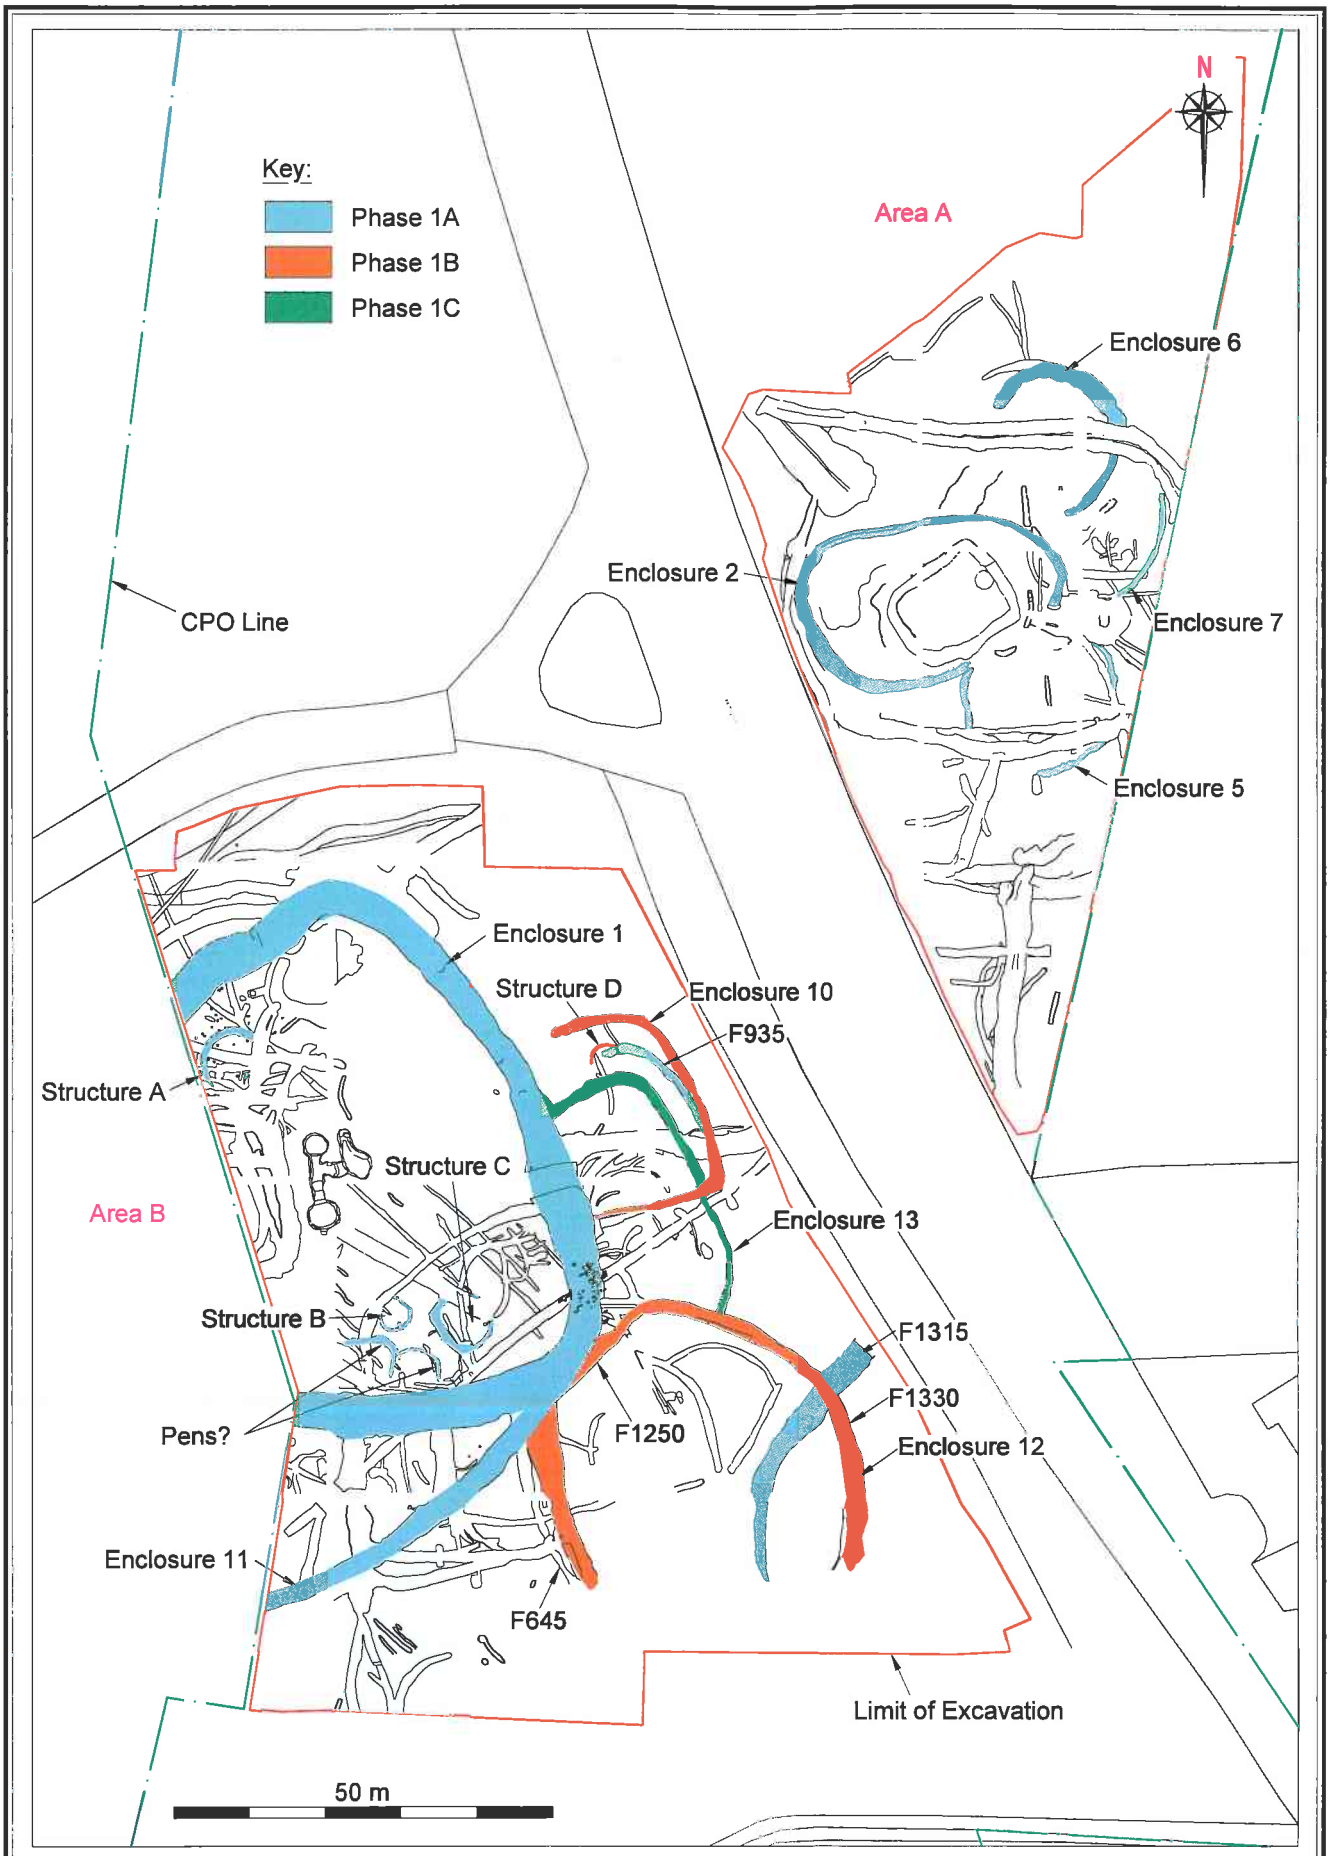 N
Key:
Phase 1A
Phase 1B
Phase 1C
Area A
Enclosure 6
Enclosure 2
CPO Line
Enclosure 7
Enclosure 5
Enclosure 1
Structure D
Enclosure 10
F935
Structure A
Structure C
Area B
Enclosure 13
Structure B
F1315
F1330
Pens?
F1250
Enclosure 12
Enclosure 11
F645
Limit of Excavation
50 m